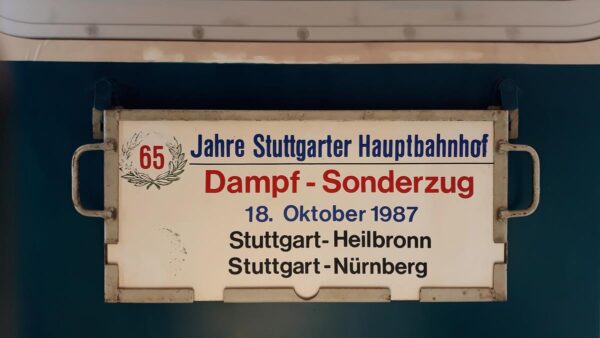 65 Jahre Stuttgarter Hauptbahnhof
Dampf - Sonderzug
18. Oktober 1987
Stuttgart - Heilbronn
Stuttgart - Nürnberg